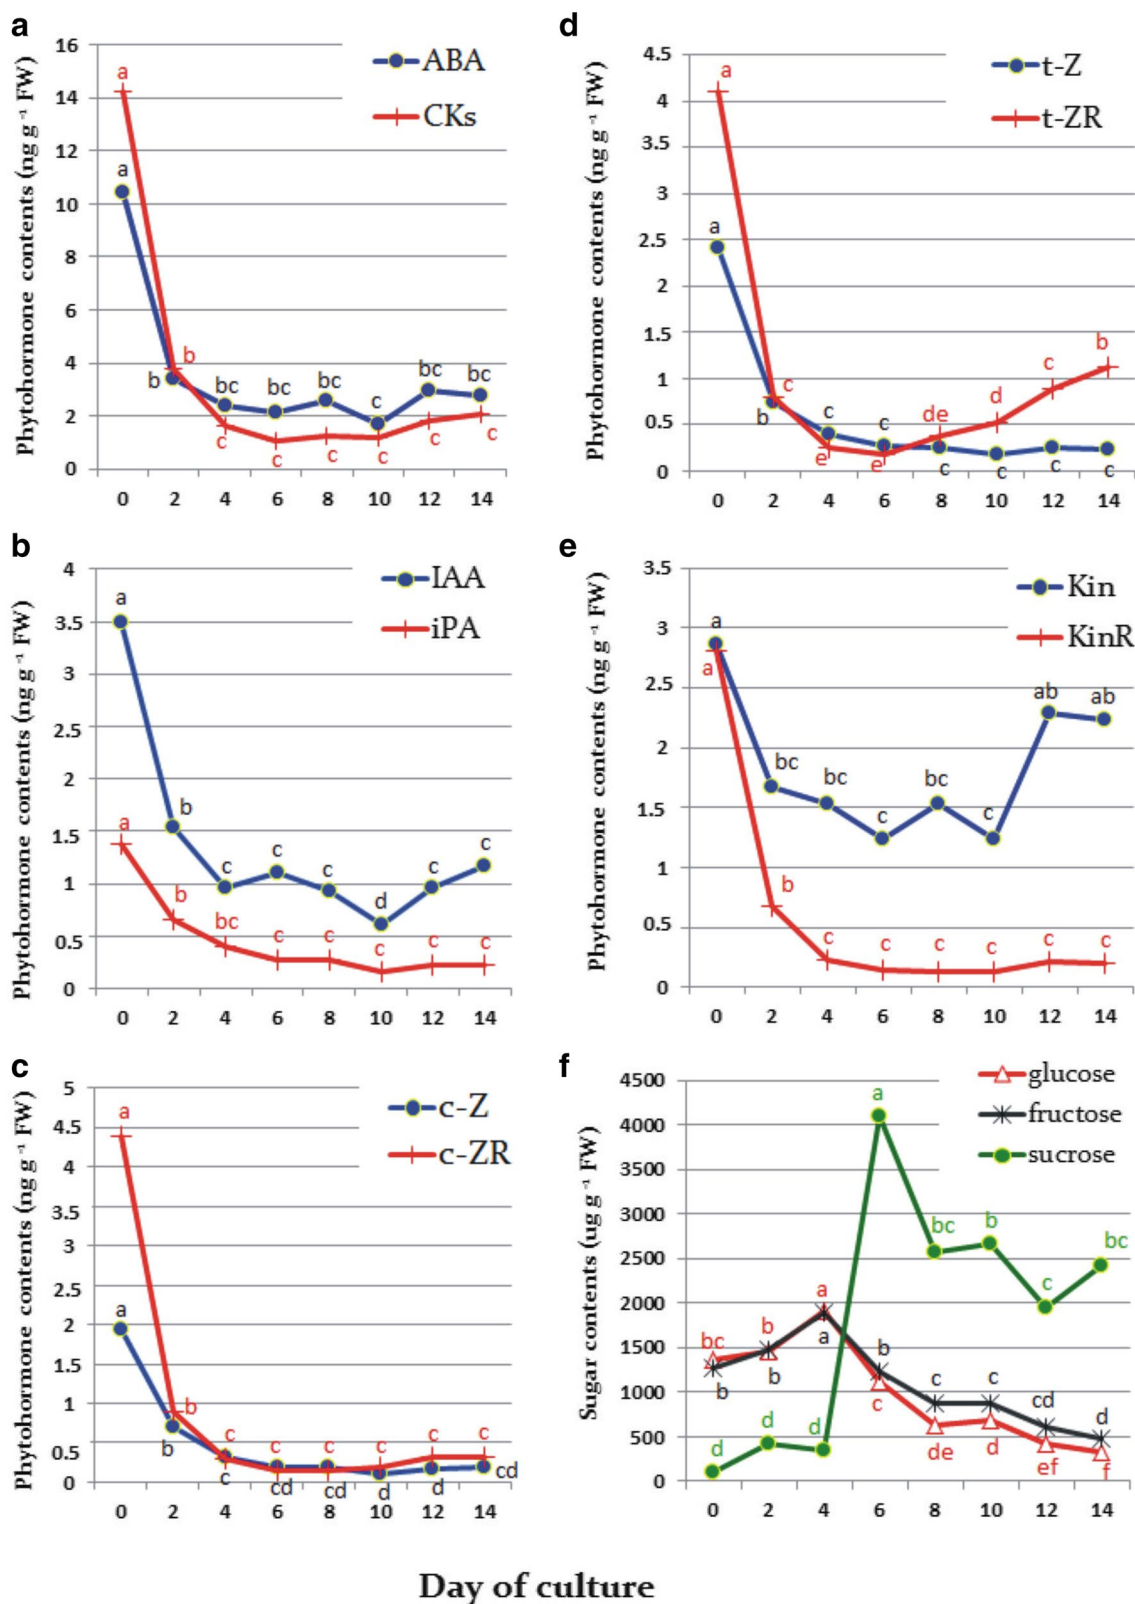 a
Phytohormone contents (ng g⁻¹ FW)
16
14
12
10
8
6
4
2
0
ABA
CKs
a
a
b
b
bc
bc
bc
c
bc
bc
c
c
c
c
c
c
0 2 4 6 8 10 12 14
d
Phytohormone contents (ng g⁻¹ FW)
4.5
4
3.5
3
2.5
2
1.5
1
0.5
0
t-Z
t-ZR
a
a
c
b
c
c
e
e
de
d
c
b
c
c
c
c
0 2 4 6 8 10 12 14
b
Phytohormone contents (ng g⁻¹ FW)
4
3.5
3
2.5
2
1.5
1
0.5
0
IAA
iPA
a
a
b
b
c
c
c
d
c
c
bc
c
c
c
c
c
0 2 4 6 8 10 12 14
e
Phytohormone contents (ng g⁻¹ FW)
3.5
3
2.5
2
1.5
1
0.5
0
Kin
KinR
a
a
bc
bc
c
bc
c
ab
ab
b
c
c
c
c
c
c
0 2 4 6 8 10 12 14
c
Phytohormone contents (ng g⁻¹ FW)
5
4.5
4
3.5
3
2.5
2
1.5
1
0.5
0
c-Z
c-ZR
a
a
b
b
c
c
c
c
c
c
c
cd
cd
d
d
cd
0 2 4 6 8 10 12 14
f
Sugar contents (ug g⁻¹ FW)
4500
4000
3500
3000
2500
2000
1500
1000
500
0
glucose
fructose
sucrose
a
bc
b
bc
c
bc
a
bc
b
b
b
a
b
c
c
cd
d
c
de
d
ef
f
d
d
d
0 2 4 6 8 10 12 14
Day of culture